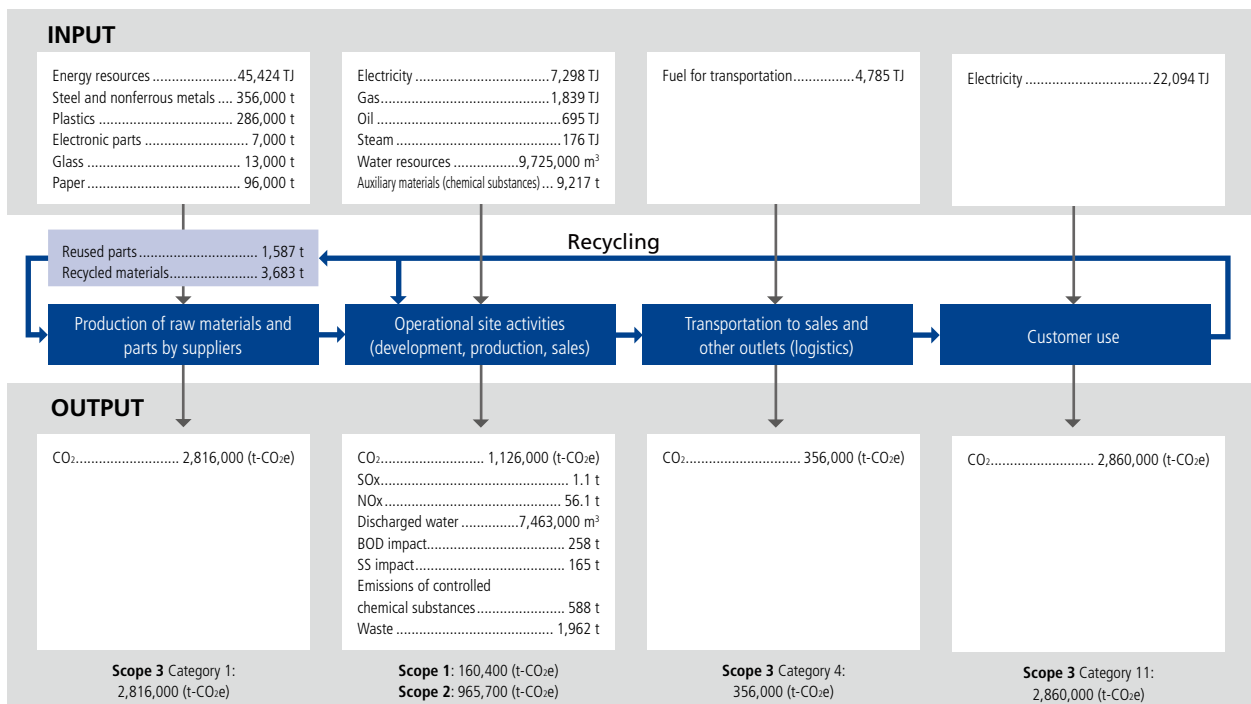 INPUT
Energy resources ..................... 45,424 TJ
Steel and nonferrous metals .... 356,000 t
Plastics ................................. 286,000 t
Electronic parts ........................... 7,000 t
Glass ...................................... 13,000 t
Paper ...................................... 96,000 t
Electricity ................................... 7,298 TJ
Gas ........................................... 1,839 TJ
Oil .............................................. 695 TJ
Steam ......................................... 176 TJ
Water resources ................. 9,725,000 m³
Auxiliary materials (chemical substances) ... 9,217 t
Fuel for transportation ............... 4,785 TJ
Electricity ................................ 22,094 TJ
Reused parts ............................ 1,587 t
Recycled materials ...................... 3,683 t
Recycling
Production of raw materials and
parts by suppliers
Operational site activities
(development, production, sales)
Transportation to sales and
other outlets (logistics)
Customer use
OUTPUT
CO₂ .......................... 2,816,000 (t-CO₂e)
CO₂ .......................... 1,126,000 (t-CO₂e)
SOx .............................................. 1.1 t
NOx ............................................ 56.1 t
Discharged water ............... 7,463,000 m³
BOD impact ................................... 258 t
SS impact ...................................... 165 t
Emissions of controlled
chemical substances ....................... 588 t
Waste ........................................ 1,962 t
CO₂ ............................. 356,000 (t-CO₂e)
CO₂ .......................... 2,860,000 (t-CO₂e)
Scope 3 Category 1:
2,816,000 (t-CO₂e)
Scope 1: 160,400 (t-CO₂e)
Scope 2: 965,700 (t-CO₂e)
Scope 3 Category 4:
356,000 (t-CO₂e)
Scope 3 Category 11:
2,860,000 (t-CO₂e)